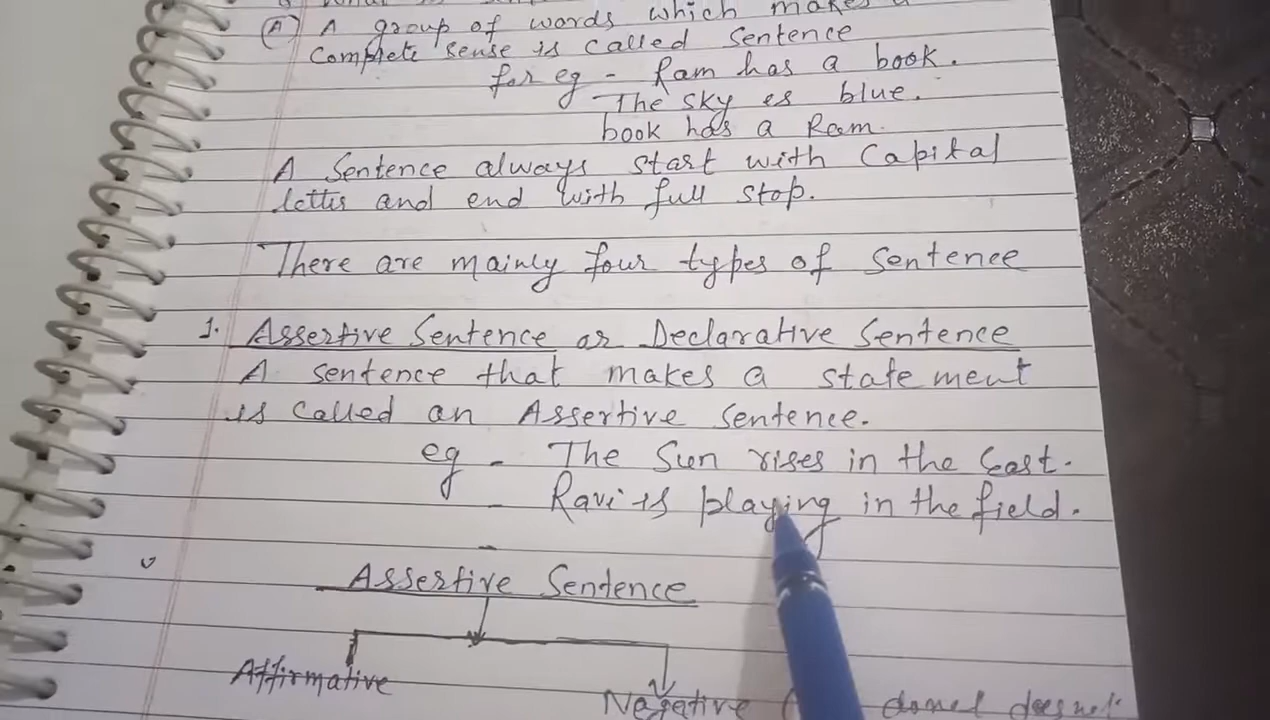 (A) A group of words which makes a
Complete sense is called Sentence
for eg - Ram has a book.
The sky es blue.
book has a Ram.
A Sentence always start with Capital
letter and end with full stop.
There are mainly four types of Sentence
1. Assertive Sentence or Declarative Sentence
A sentence that makes a statement
is called an Assertive Sentence.
eg - The Sun rises in the East.
- Ravi is playing in the field.
Assertive Sentence
Affirmative
Negative